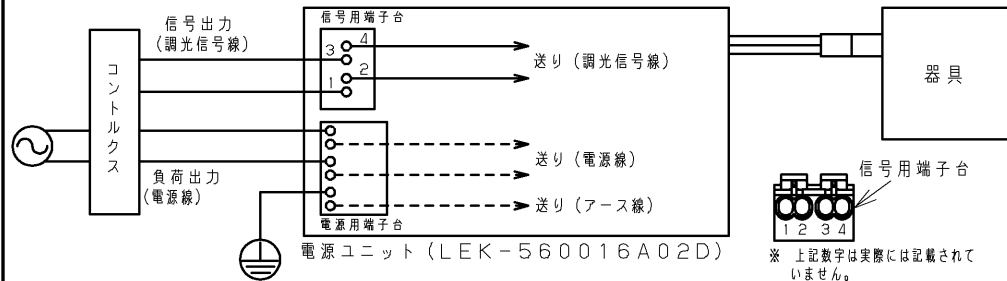 信号出力
(調光信号線)
コントルクス
負荷出力
(電源線)
信号用端子台
4
3
2
1
送り(調光信号線)
送り(電源線)
送り(アース線)
電源用端子台
電源ユニット(LEK-560016A02D)
器具
信号用端子台
1 2 3 4
※ 上記数字は実際には記載されて
いません。